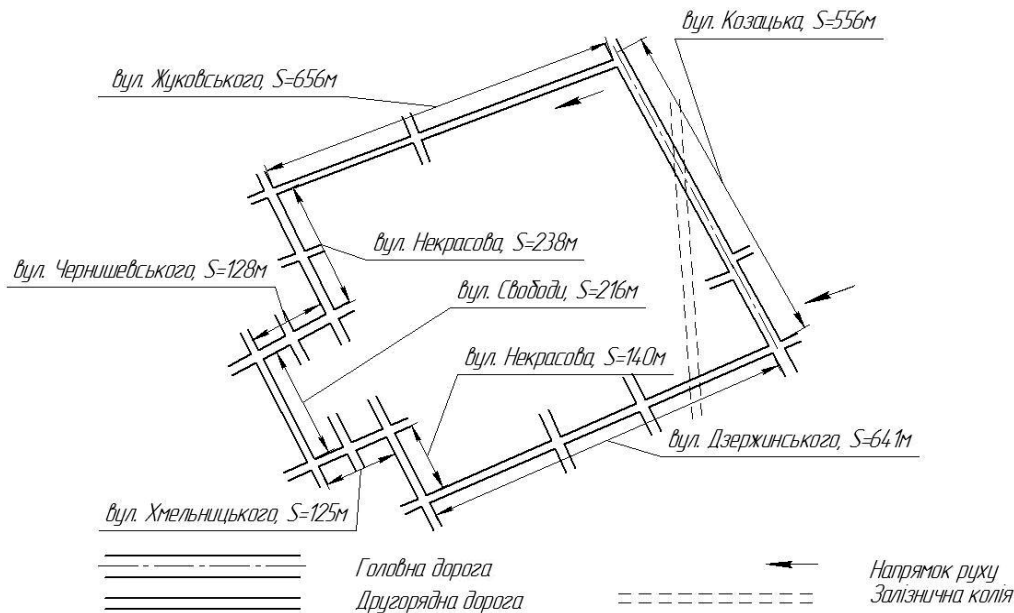 вул. Козацька, S=556м
вул. Жуковського, S=656м
вул. Некрасова, S=238м
вул. Чернишевського, S=128м
вул. Свободи, S=216м
вул. Некрасова, S=140м
вул. Дзержинського, S=641м
вул. Хмельницького, S=125м
Головна дорога
Напрямок руху
Другорядна дорога
Залізнична колія